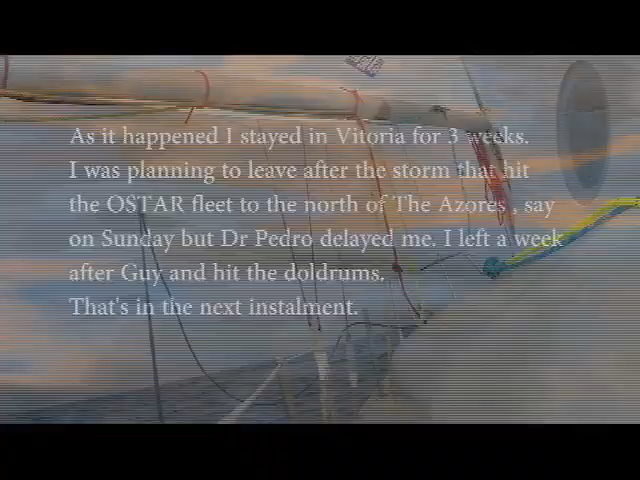 As it happened I stayed in Vitoria for 3 weeks.
I was planning to leave after the storm that hit
the OSTAR fleet to the north of The Azores , say
on Sunday but Dr Pedro delayed me. I left a week
after Guy and hit the doldrums.
That's in the next instalment.